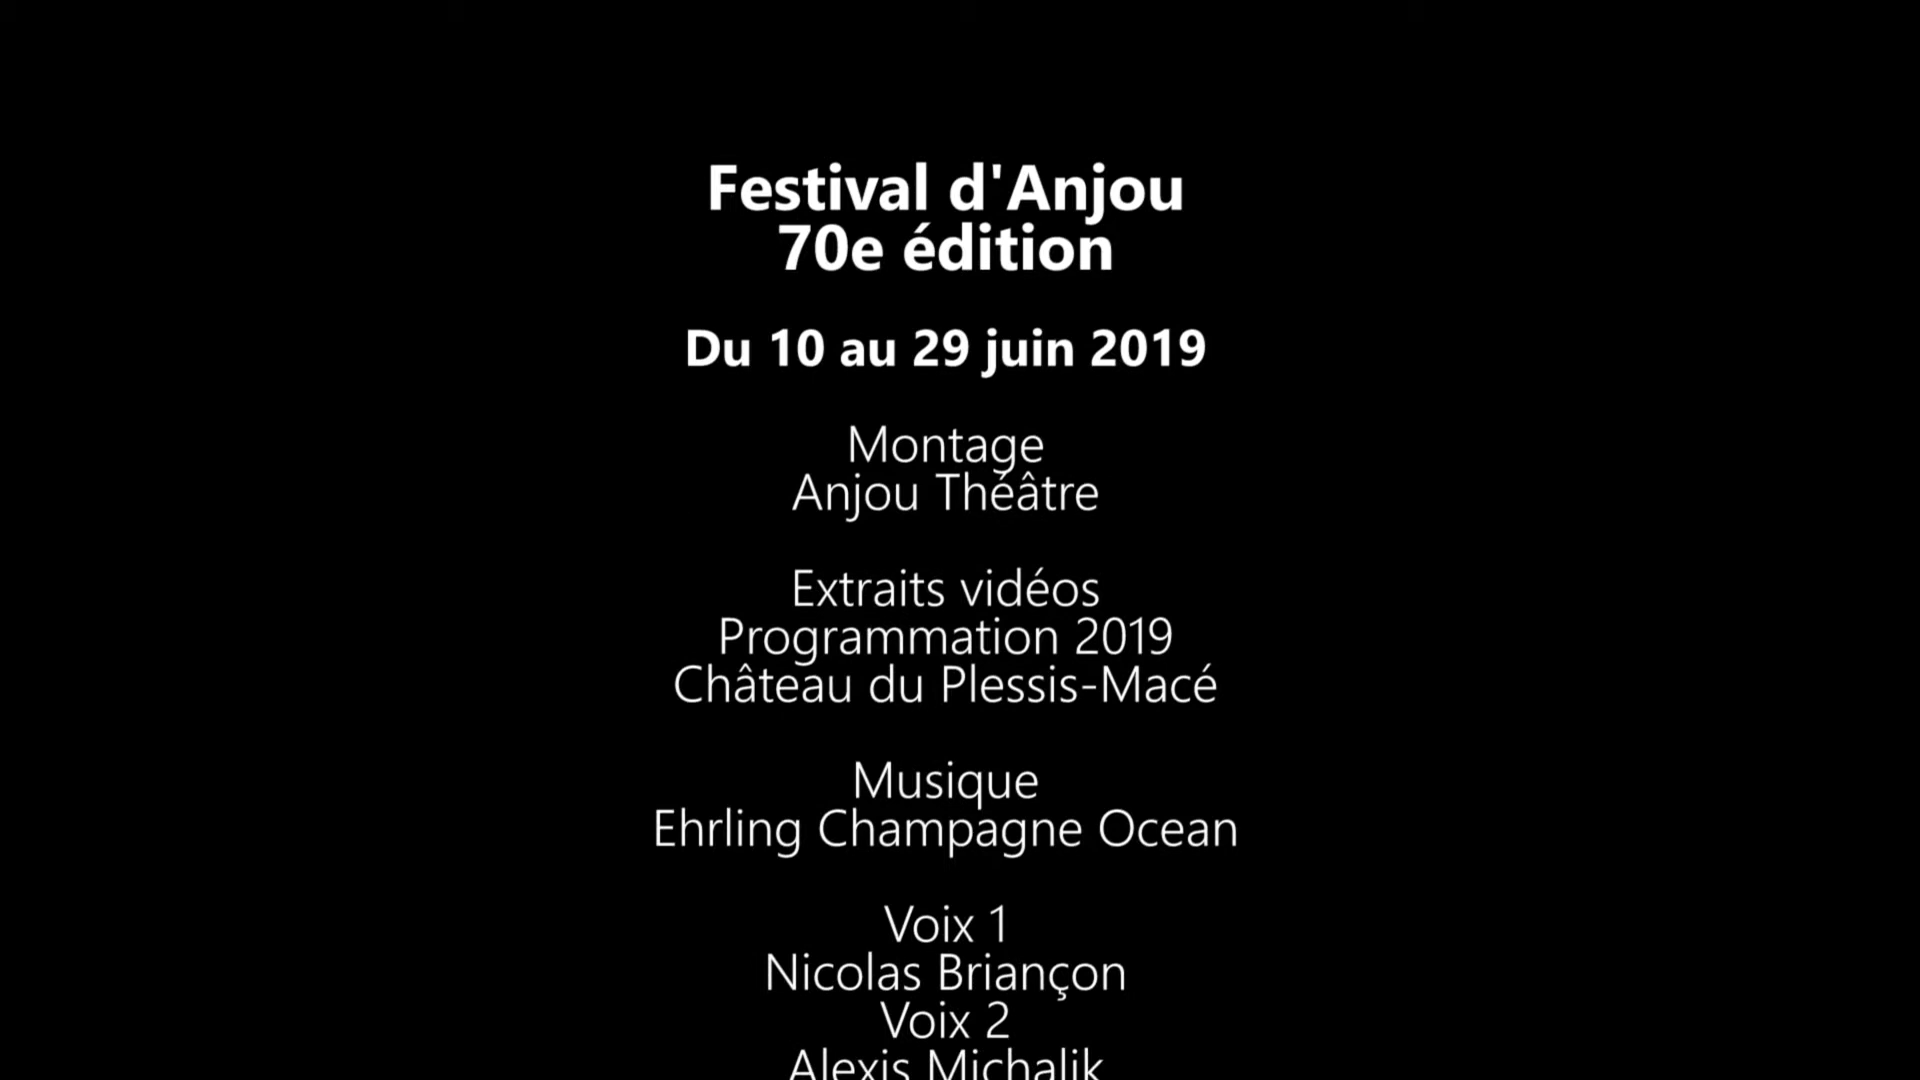 Festival d'Anjou
70e édition
Du 10 au 29 juin 2019
Montage
Anjou Théâtre
Extraits vidéos
Programmation 2019
Château du Plessis-Macé
Musique
Ehrling Champagne Ocean
Voix 1
Nicolas Briançon
Voix 2
Alexis Michalik